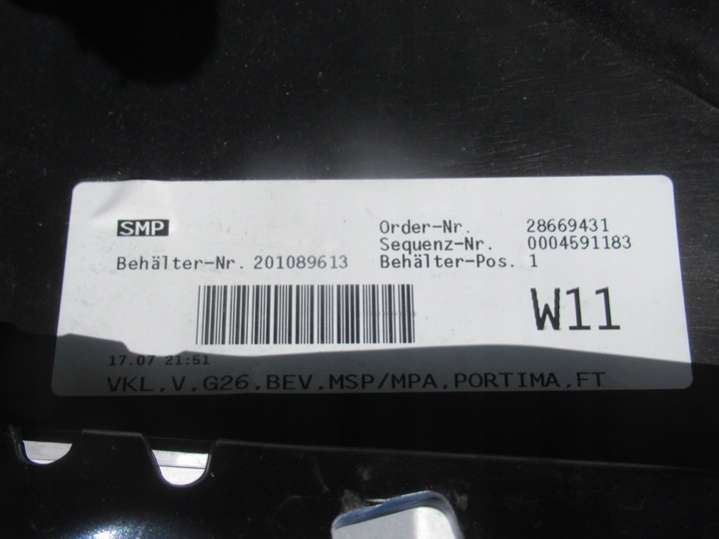 SMP
Order-Nr. 28669431
Sequenz-Nr. 0004591183
Behälter-Nr. 201089613 Behälter-Pos. 1
W11
17.07 21:51
VKL,V,G26,BEV,MSP/MPA,PORTIMA,FT